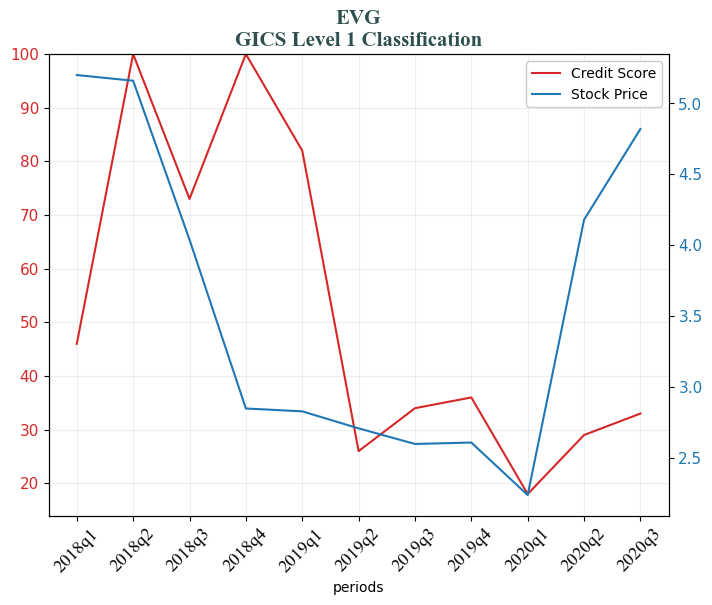 EVG
GICS Level 1 Classification
Credit Score
Stock Price
100
90
80
70
60
50
40
30
20
5.0
4.5
4.0
3.5
3.0
2.5
2018q1
2018q2
2018q3
2018q4
2019q1
2019q2
2019q3
2019q4
2020q1
2020q2
2020q3
periods